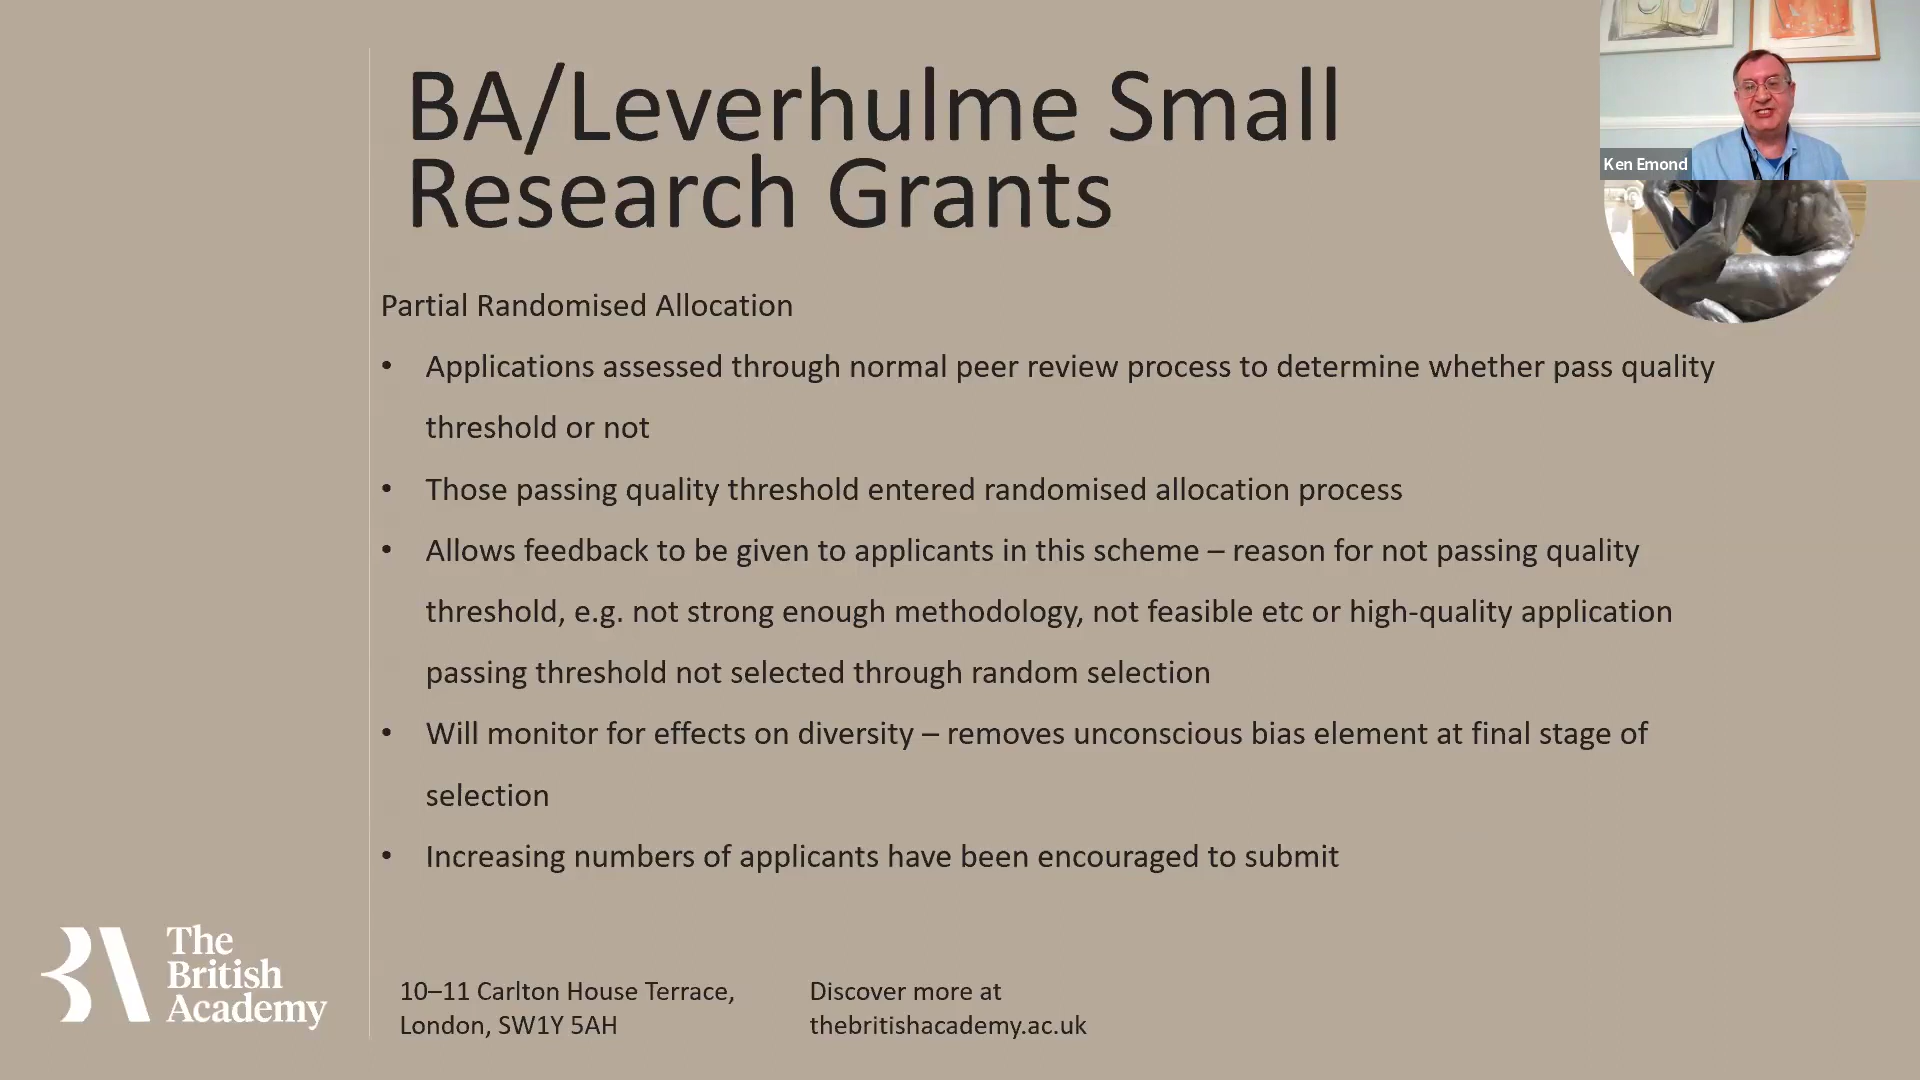 BA/Leverhulme Small
Research Grants
Ken Emond
Partial Randomised Allocation
• Applications assessed through normal peer review process to determine whether pass quality
threshold or not
• Those passing quality threshold entered randomised allocation process
• Allows feedback to be given to applicants in this scheme – reason for not passing quality
threshold, e.g. not strong enough methodology, not feasible etc or high-quality application
passing threshold not selected through random selection
• Will monitor for effects on diversity – removes unconscious bias element at final stage of
selection
• Increasing numbers of applicants have been encouraged to submit
BA
The
British
Academy
10–11 Carlton House Terrace,
London, SW1Y 5AH
Discover more at
thebritishacademy.ac.uk